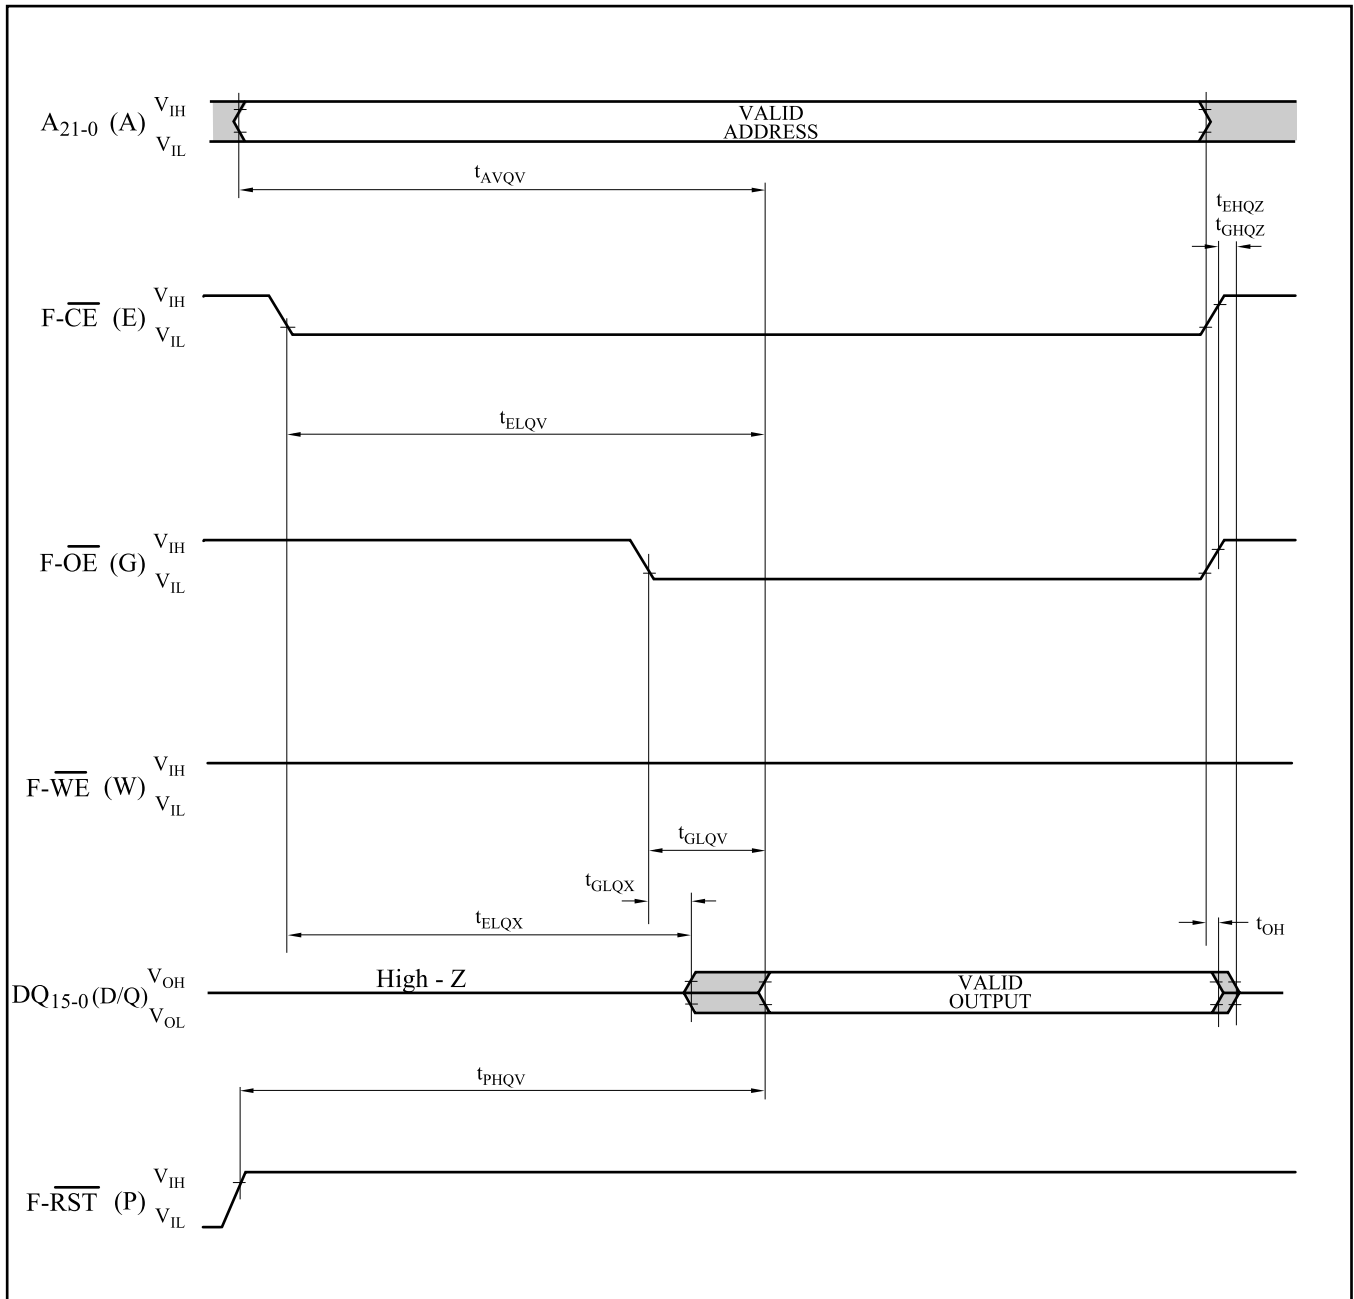 A21-0 (A) VIH
VIL
VALID
ADDRESS
tAVQV
tEHQZ
tGHQZ
F-CE (E) VIH
VIL
tELQV
F-OE (G) VIH
VIL
F-WE (W) VIH
VIL
tGLQV
tGLQX
tELQX
tOH
DQ15-0 (D/Q) VOH
VOL
High - Z
VALID
OUTPUT
tPHQV
F-RST (P) VIH
VIL